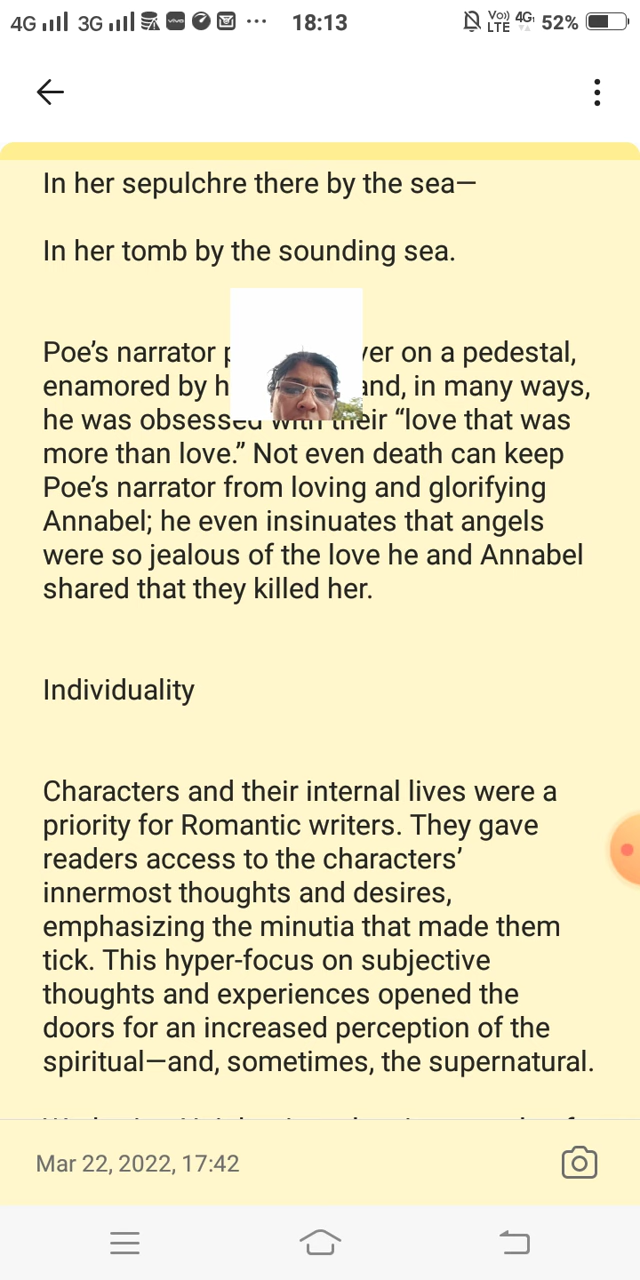 4G 3G 18:13 Vo)) LTE 4G 52%
In her sepulchre there by the sea—
In her tomb by the sounding sea.
Poe’s narrator on a pedestal,
enamored by and, in many ways,
he was obsessed with their “love that was
more than love.” Not even death can keep
Poe’s narrator from loving and glorifying
Annabel; he even insinuates that angels
were so jealous of the love he and Annabel
shared that they killed her.
Individuality
Characters and their internal lives were a
priority for Romantic writers. They gave
readers access to the characters’
innermost thoughts and desires,
emphasizing the minutia that made them
tick. This hyper-focus on subjective
thoughts and experiences opened the
doors for an increased perception of the
spiritual—and, sometimes, the supernatural.
Mar 22, 2022, 17:42